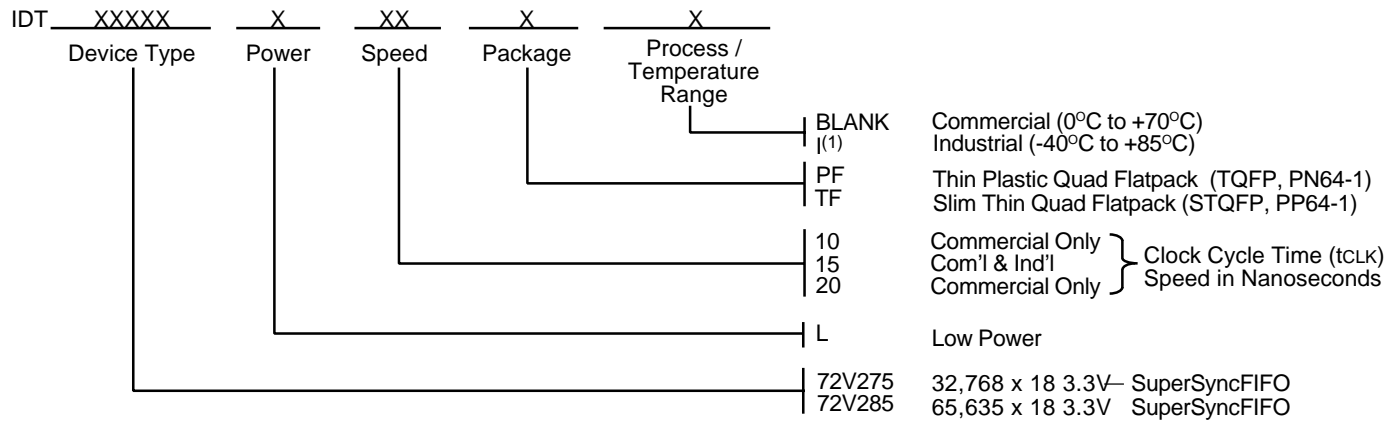 IDT XXXXX X XX X X
Device Type Power Speed Package Process /
Temperature
Range
BLANK Commercial (0°C to +70°C)
I(1) Industrial (-40°C to +85°C)
PF Thin Plastic Quad Flatpack (TQFP, PN64-1)
TF Slim Thin Quad Flatpack (STQFP, PP64-1)
10 Commercial Only
15 Com'l & Ind'l
20 Commercial Only
Clock Cycle Time (tCLK)
Speed in Nanoseconds
L Low Power
72V275 32,768 x 18 3.3V— SuperSyncFIFO
72V285 65,635 x 18 3.3V SuperSyncFIFO